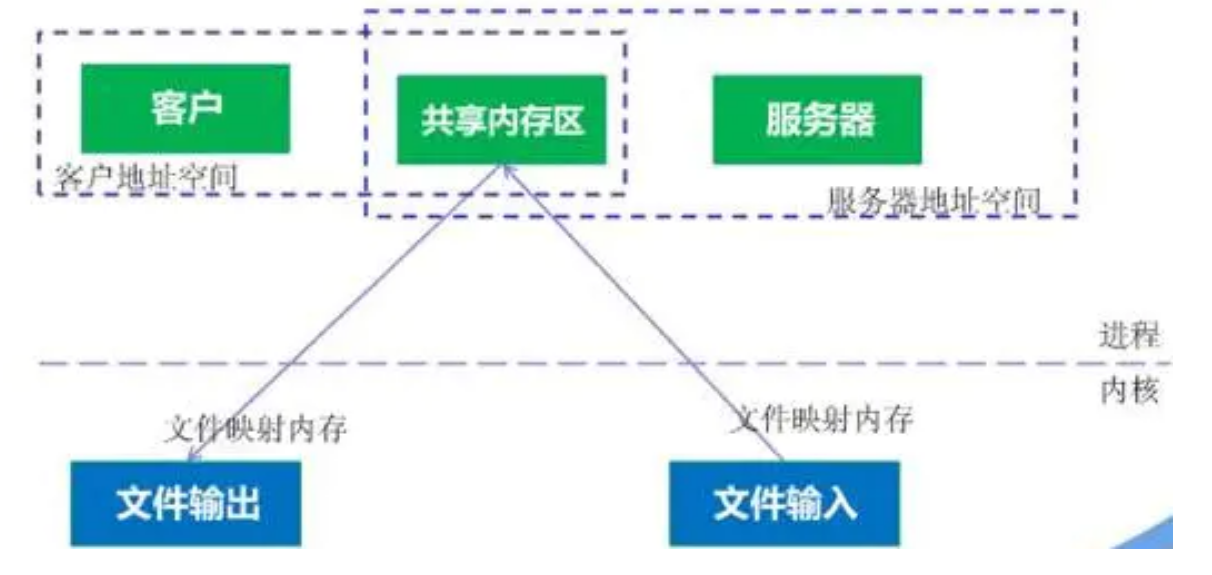 客户
共享内存区
服务器
客户地址空间
服务器地址空间
进程
内核
文件映射内存
文件映射内存
文件输出
文件输入